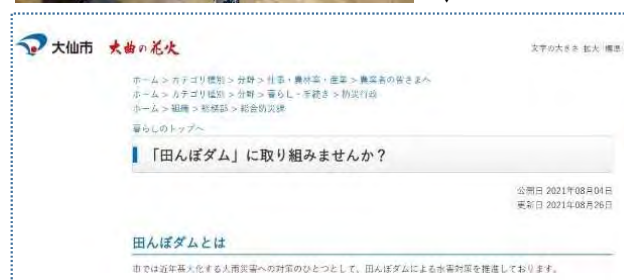 大仙市 大曲の花火
文字の大きさ 拡大 標準
ホーム > カテゴリ種別 > 分野 > 仕事・農林業・産業 > 農業者の皆さまへ
ホーム > カテゴリ種別 > 分野 > 暮らし・手続き > 防災行政
ホーム > 組織 > 総務部 > 総合防災課
暮らしのトップへ
「田んぼダム」に取り組みませんか？
公開日 2021年08月04日
更新日 2021年08月26日
田んぼダムとは
市では近年甚大化する大雨災害への対策のひとつとして、田んぼダムによる水害対策を推進しております。